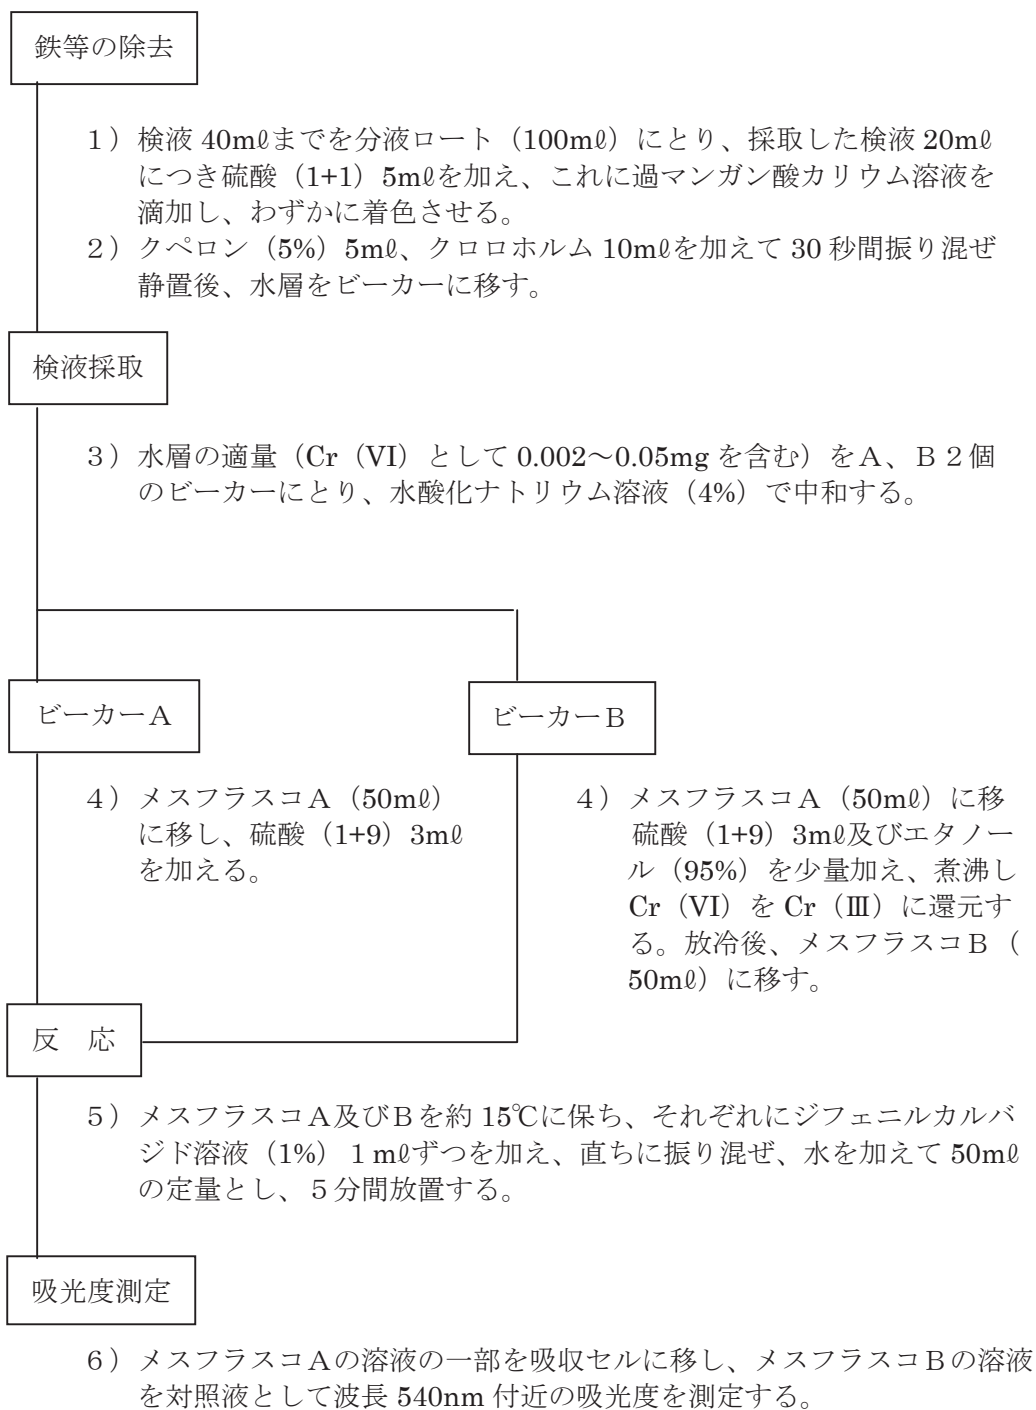 鉄等の除去
1)検液 40mℓまでを分液ロート(100mℓ)にとり、採取した検液 20mℓ
につき硫酸(1+1)5mℓを加え、これに過マンガン酸カリウム溶液を
滴加し、わずかに着色させる。
2)クペロン(5%)5mℓ、クロロホルム 10mℓを加えて 30 秒間振り混ぜ
静置後、水層をビーカーに移す。
検液採取
3)水層の適量(Cr(VI)として 0.002~0.05mg を含む)をA、B2個
のビーカーにとり、水酸化ナトリウム溶液(4%)で中和する。
ビーカーA
ビーカーB
4)メスフラスコA(50mℓ)
に移し、硫酸(1+9)3mℓ
を加える。
4)メスフラスコA(50mℓ)に移
硫酸(1+9)3mℓ及びエタノー
ル(95%)を少量加え、煮沸し
Cr(VI)を Cr(Ⅲ)に還元す
る。放冷後、メスフラスコB(
50mℓ)に移す。
反 応
5)メスフラスコA及びBを約 15℃に保ち、それぞれにジフェニルカルバ
ジド溶液(1%)1mℓずつを加え、直ちに振り混ぜ、水を加えて 50mℓ
の定量とし、5分間放置する。
吸光度測定
6)メスフラスコAの溶液の一部を吸収セルに移し、メスフラスコBの溶液
を対照液として波長 540nm 付近の吸光度を測定する。